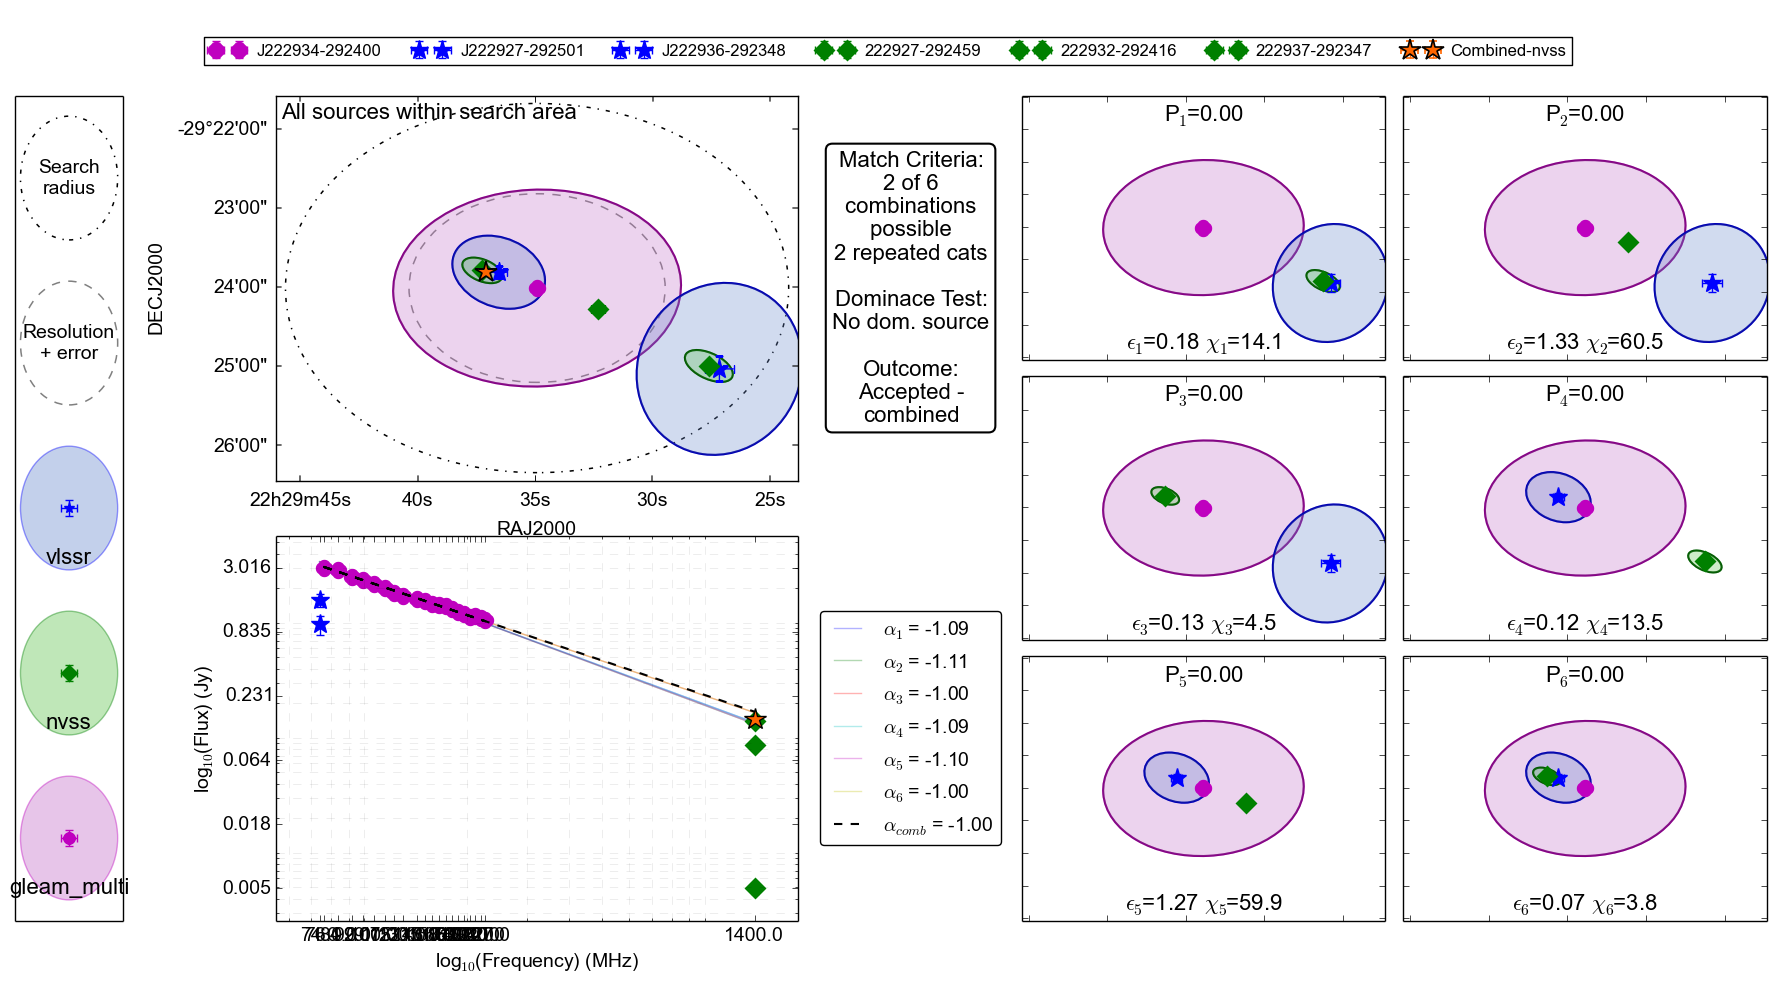 J222934-292400 J222927-292501 J222936-292348 222927-292459 222932-292416 222937-292347 Combined-nvss
Search
radius
Resolution
+ error
vlssr
nvss
gleam_multi
All sources within search area
-29°22'00"
23'00"
24'00"
25'00"
26'00"
DECJ2000
22h29m45s 40s 35s 30s 25s
RAJ2000
Match Criteria:
2 of 6
combinations
possible
2 repeated cats
Dominace Test:
No dom. source
Outcome:
Accepted -
combined
3.016
0.835
0.231
0.064
0.018
0.005
log₁₀(Flux) (Jy)
1400.0
log₁₀(Frequency) (MHz)
α₁ = -1.09
α₂ = -1.11
α₃ = -1.00
α₄ = -1.09
α₅ = -1.10
α₆ = -1.00
α_comb = -1.00
P₁=0.00
ϵ₁=0.18 χ₁=14.1
P₂=0.00
ϵ₂=1.33 χ₂=60.5
P₃=0.00
ϵ₃=0.13 χ₃=4.5
P₄=0.00
ϵ₄=0.12 χ₄=13.5
P₅=0.00
ϵ₅=1.27 χ₅=59.9
P₆=0.00
ϵ₆=0.07 χ₆=3.8